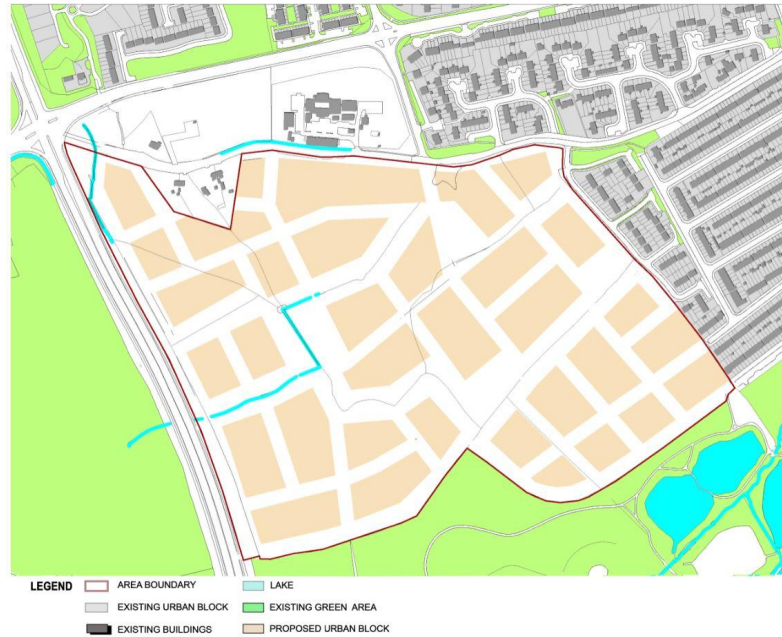 LEGEND
AREA BOUNDARY
LAKE
EXISTING URBAN BLOCK
EXISTING GREEN AREA
EXISTING BUILDINGS
PROPOSED URBAN BLOCK